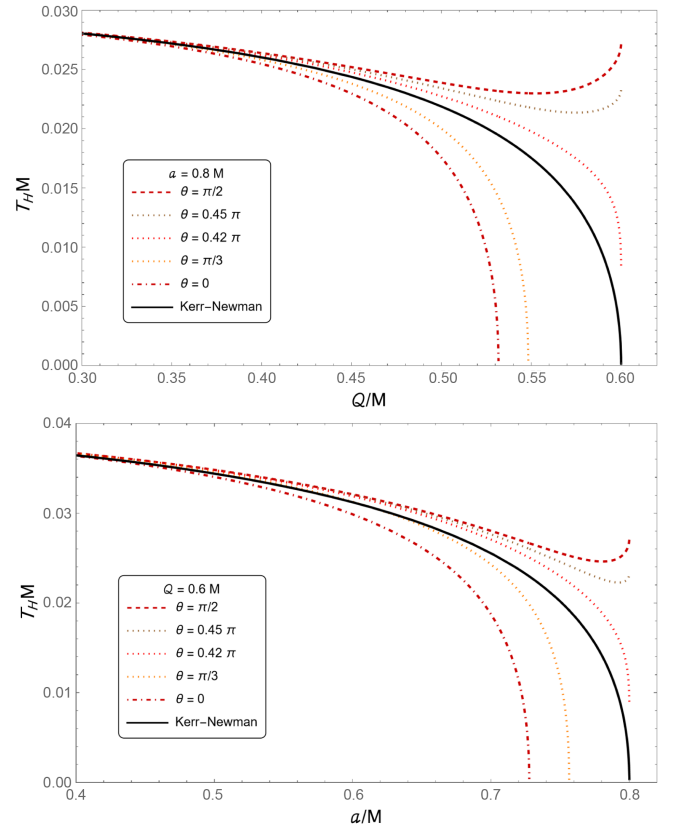 0.030
0.025
0.020
0.015
0.010
0.005
0.000
T_H M
a = 0.8 M
θ = π/2
θ = 0.45 π
θ = 0.42 π
θ = π/3
θ = 0
Kerr–Newman
0.30 0.35 0.40 0.45 0.50 0.55 0.60
Q/M
0.04
0.03
0.02
0.01
0.00
T_H M
Q = 0.6 M
θ = π/2
θ = 0.45 π
θ = 0.42 π
θ = π/3
θ = 0
Kerr–Newman
0.4 0.5 0.6 0.7 0.8
a/M